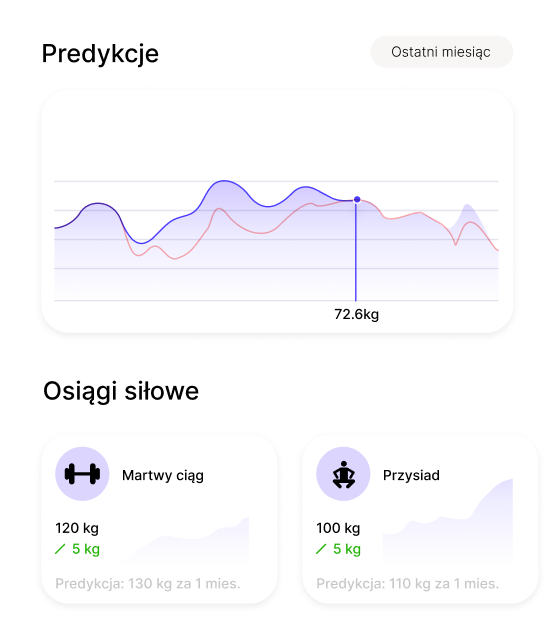 Predykcje
Ostatni miesiąc
72.6kg
Osiągi siłowe
Martwy ciąg
120 kg
5 kg
Predykcja: 130 kg za 1 mies.
Przysiad
100 kg
5 kg
Predykcja: 110 kg za 1 mies.